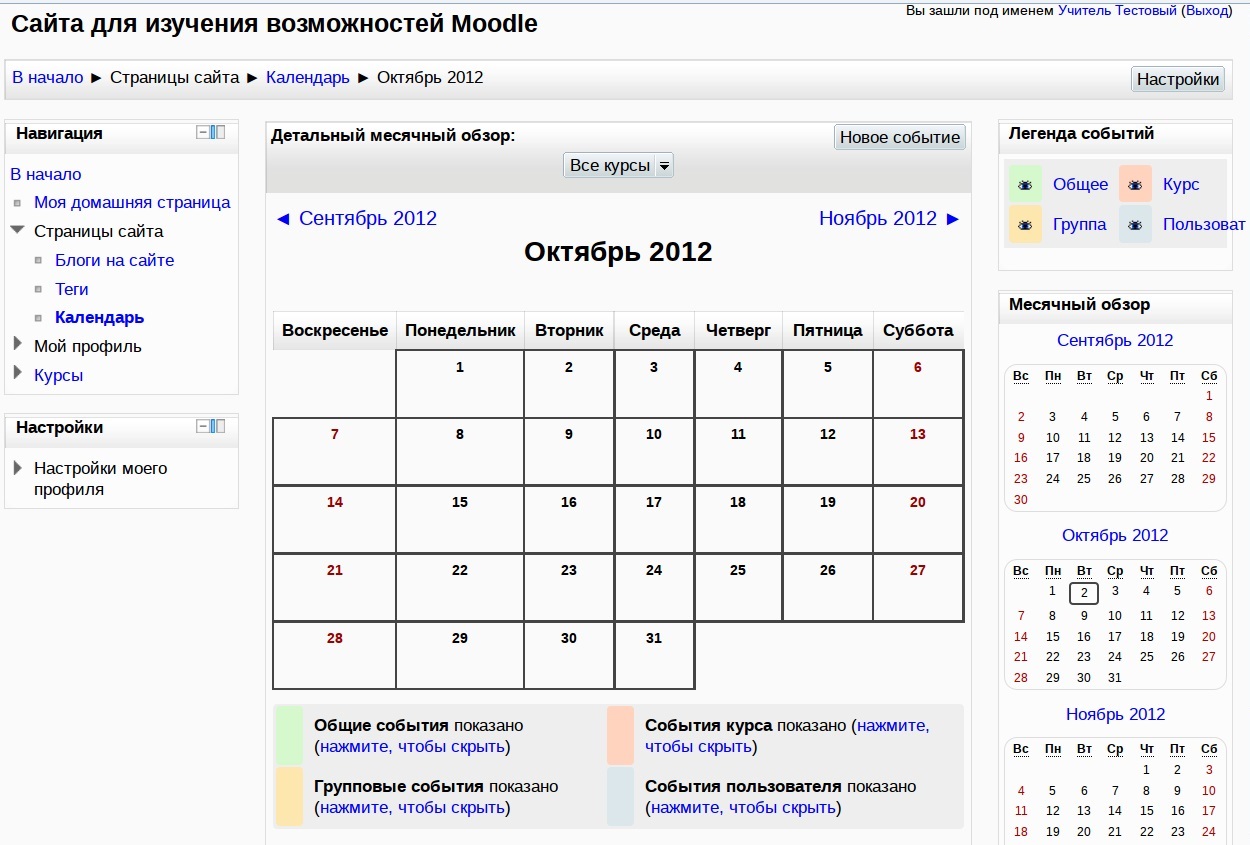 Сайта для изучения возможностей Moodle
Вы зашли под именем Учитель Тестовый (Выход)
В начало ► Страницы сайта ► Календарь ► Октябрь 2012
Настройки
Навигация
В начало
Моя домашняя страница
Страницы сайта
Блоги на сайте
Теги
Календарь
Мой профиль
Курсы
Настройки
Настройки моего
профиля
Детальный месячный обзор:
Новое событие
Все курсы
◄ Сентябрь 2012
Ноябрь 2012 ►
Октябрь 2012
Воскресенье Понедельник Вторник Среда Четверг Пятница Суббота
1 2 3 4 5 6
7 8 9 10 11 12 13
14 15 16 17 18 19 20
21 22 23 24 25 26 27
28 29 30 31
Общие события показано
(нажмите, чтобы скрыть)
События курса показано (нажмите,
чтобы скрыть)
Групповые события показано
(нажмите, чтобы скрыть)
События пользователя показано
(нажмите, чтобы скрыть)
Легенда событий
Общее Курс
Группа Пользоват
Месячный обзор
Сентябрь 2012
Вс Пн Вт Ср Чт Пт Сб
1
2 3 4 5 6 7 8
9 10 11 12 13 14 15
16 17 18 19 20 21 22
23 24 25 26 27 28 29
30
Октябрь 2012
Вс Пн Вт Ср Чт Пт Сб
1 2 3 4 5 6
7 8 9 10 11 12 13
14 15 16 17 18 19 20
21 22 23 24 25 26 27
28 29 30 31
Ноябрь 2012
Вс Пн Вт Ср Чт Пт Сб
1 2 3
4 5 6 7 8 9 10
11 12 13 14 15 16 17
18 19 20 21 22 23 24